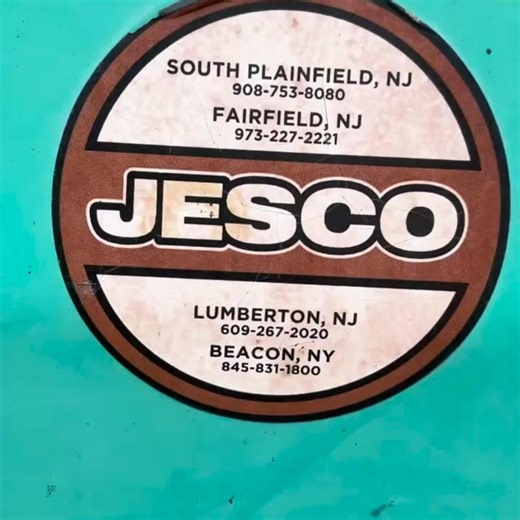 SOUTH PLAINFIELD, NJ
908-753-8080
FAIRFIELD, NJ
973-227-2221
JESCO
LUMBERTON, NJ
609-267-2020
BEACON, NY
845-831-1800